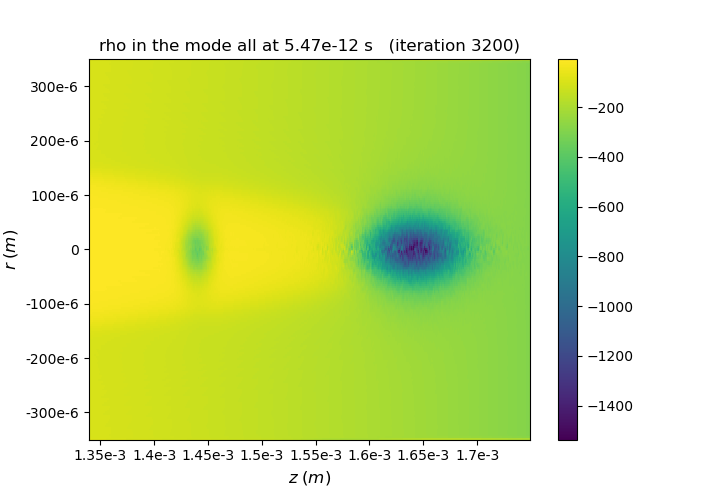 rho in the mode all at 5.47e-12 s   (iteration 3200)
300e-6
200e-6
100e-6
0
-100e-6
-200e-6
-300e-6
r (m)
1.35e-3 1.4e-3 1.45e-3 1.5e-3 1.55e-3 1.6e-3 1.65e-3 1.7e-3
z (m)
−200
−400
−600
−800
−1000
−1200
−1400